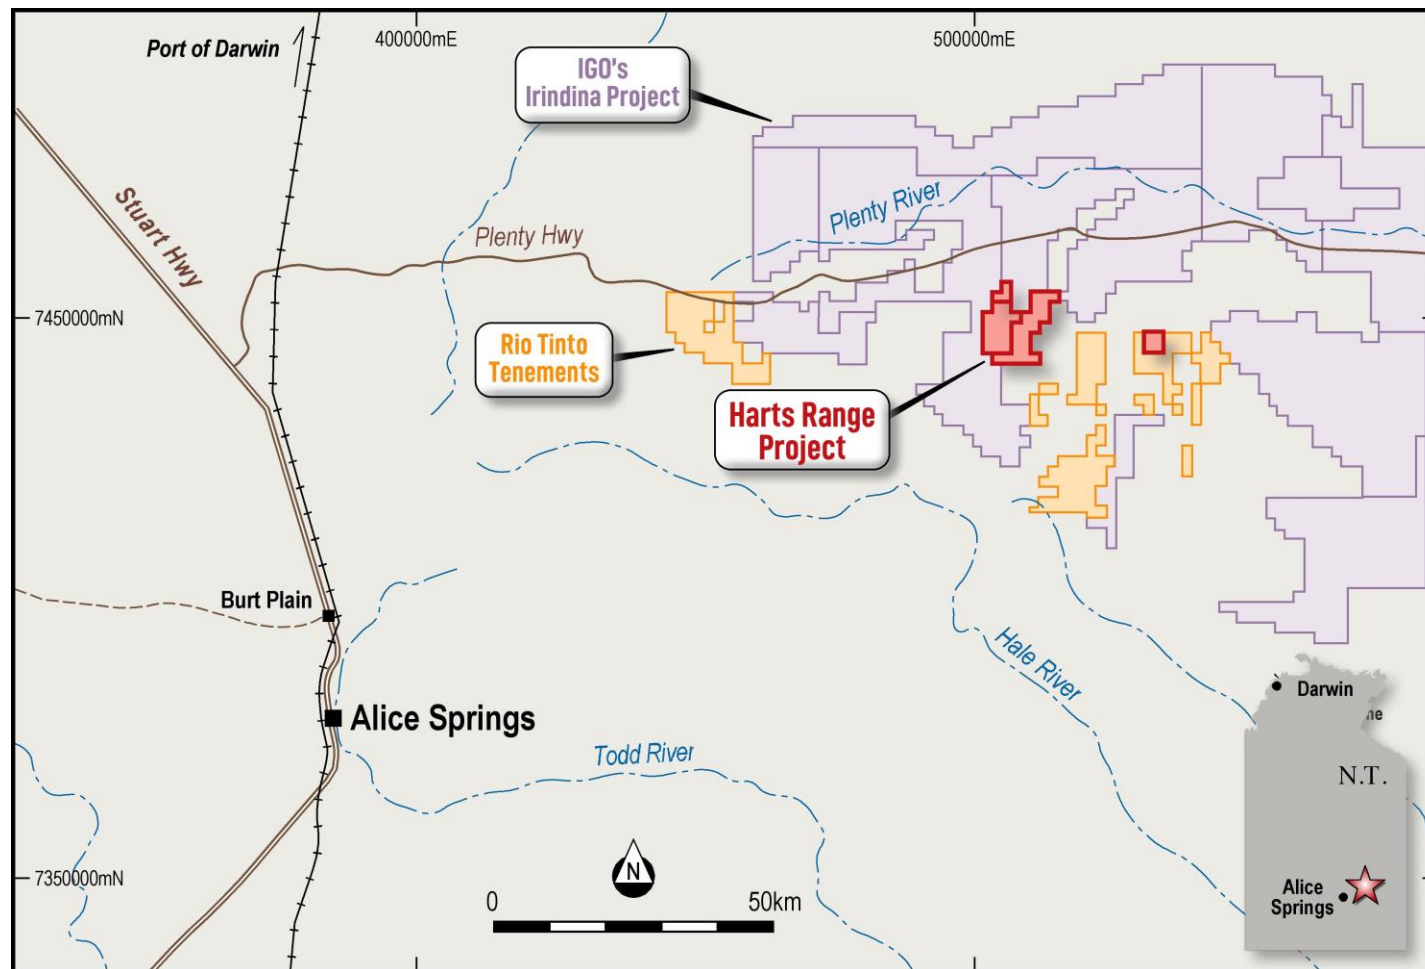 Port of Darwin
400000mE
500000mE
IGO's
Irindina Project
Stuart Hwy
Plenty Hwy
Plenty River
7450000mN
Rio Tinto
Tenements
Harts Range
Project
Burt Plain
Alice Springs
Hale River
Todd River
7350000mN
N
0
50km
Darwin
ne
N.T.
Alice
Springs